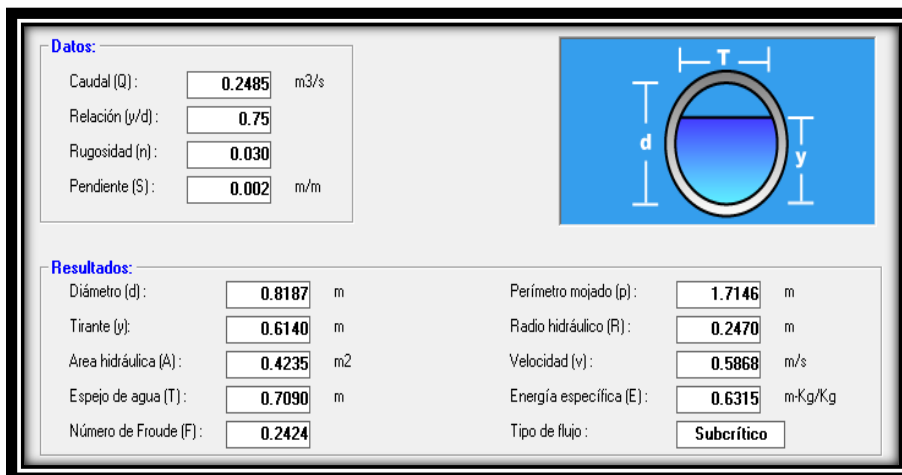 Datos:
Caudal (Q) : 0.2485 m3/s
Relación (y/d) : 0.75
Rugosidad (n) : 0.030
Pendiente (S) : 0.002 m/m
T
d
y
Resultados:
Diámetro (d) : 0.8187 m Perímetro mojado (p) : 1.7146 m
Tirante (y): 0.6140 m Radio hidráulico (R) : 0.2470 m
Area hidráulica (A) : 0.4235 m2 Velocidad (v) : 0.5868 m/s
Espejo de agua (T) : 0.7090 m Energía específica (E) : 0.6315 m-Kg/Kg
Número de Froude (F) : 0.2424 Tipo de flujo : Subcrítico